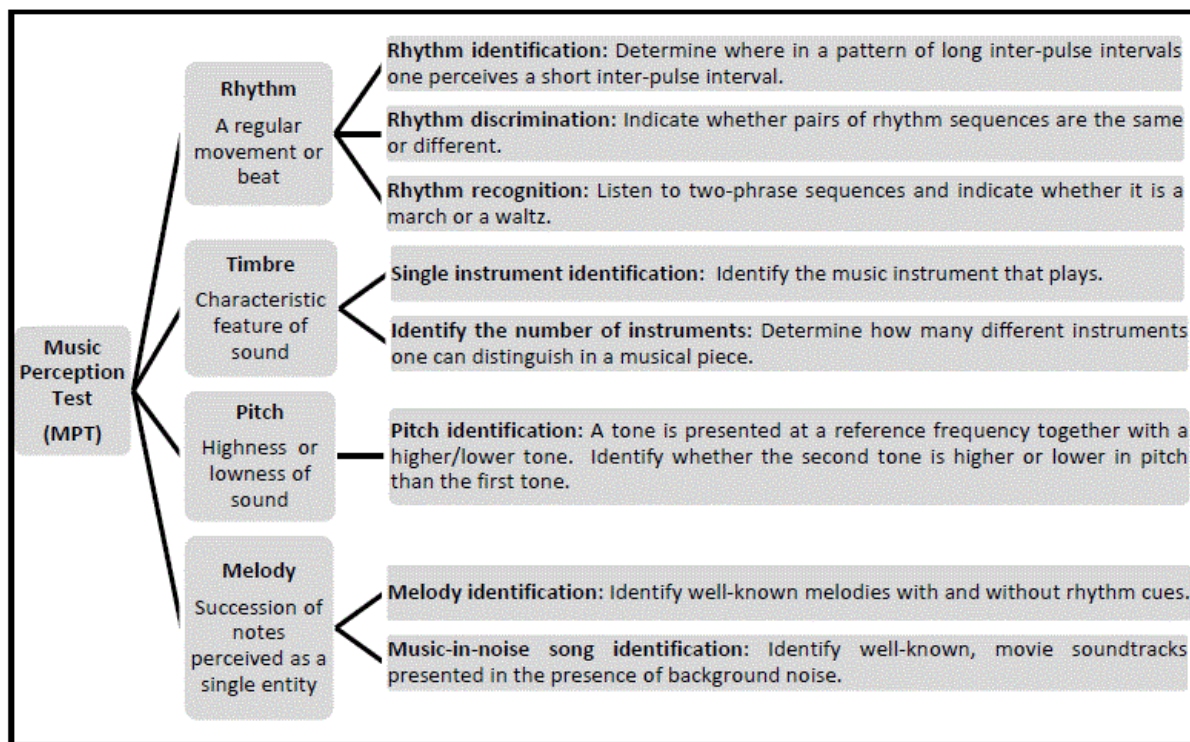 Music
Perception
Test
(MPT)
Rhythm
A regular
movement or
beat
Rhythm identification: Determine where in a pattern of long inter-pulse intervals
one perceives a short inter-pulse interval.
Rhythm discrimination: Indicate whether pairs of rhythm sequences are the same
or different.
Rhythm recognition: Listen to two-phrase sequences and indicate whether it is a
march or a waltz.
Timbre
Characteristic
feature of
sound
Single instrument identification: Identify the music instrument that plays.
Identify the number of instruments: Determine how many different instruments
one can distinguish in a musical piece.
Pitch
Highness or
lowness of
sound
Pitch identification: A tone is presented at a reference frequency together with a
higher/lower tone. Identify whether the second tone is higher or lower in pitch
than the first tone.
Melody
Succession of
notes
perceived as a
single entity
Melody identification: Identify well-known melodies with and without rhythm cues.
Music-in-noise song identification: Identify well-known, movie soundtracks
presented in the presence of background noise.